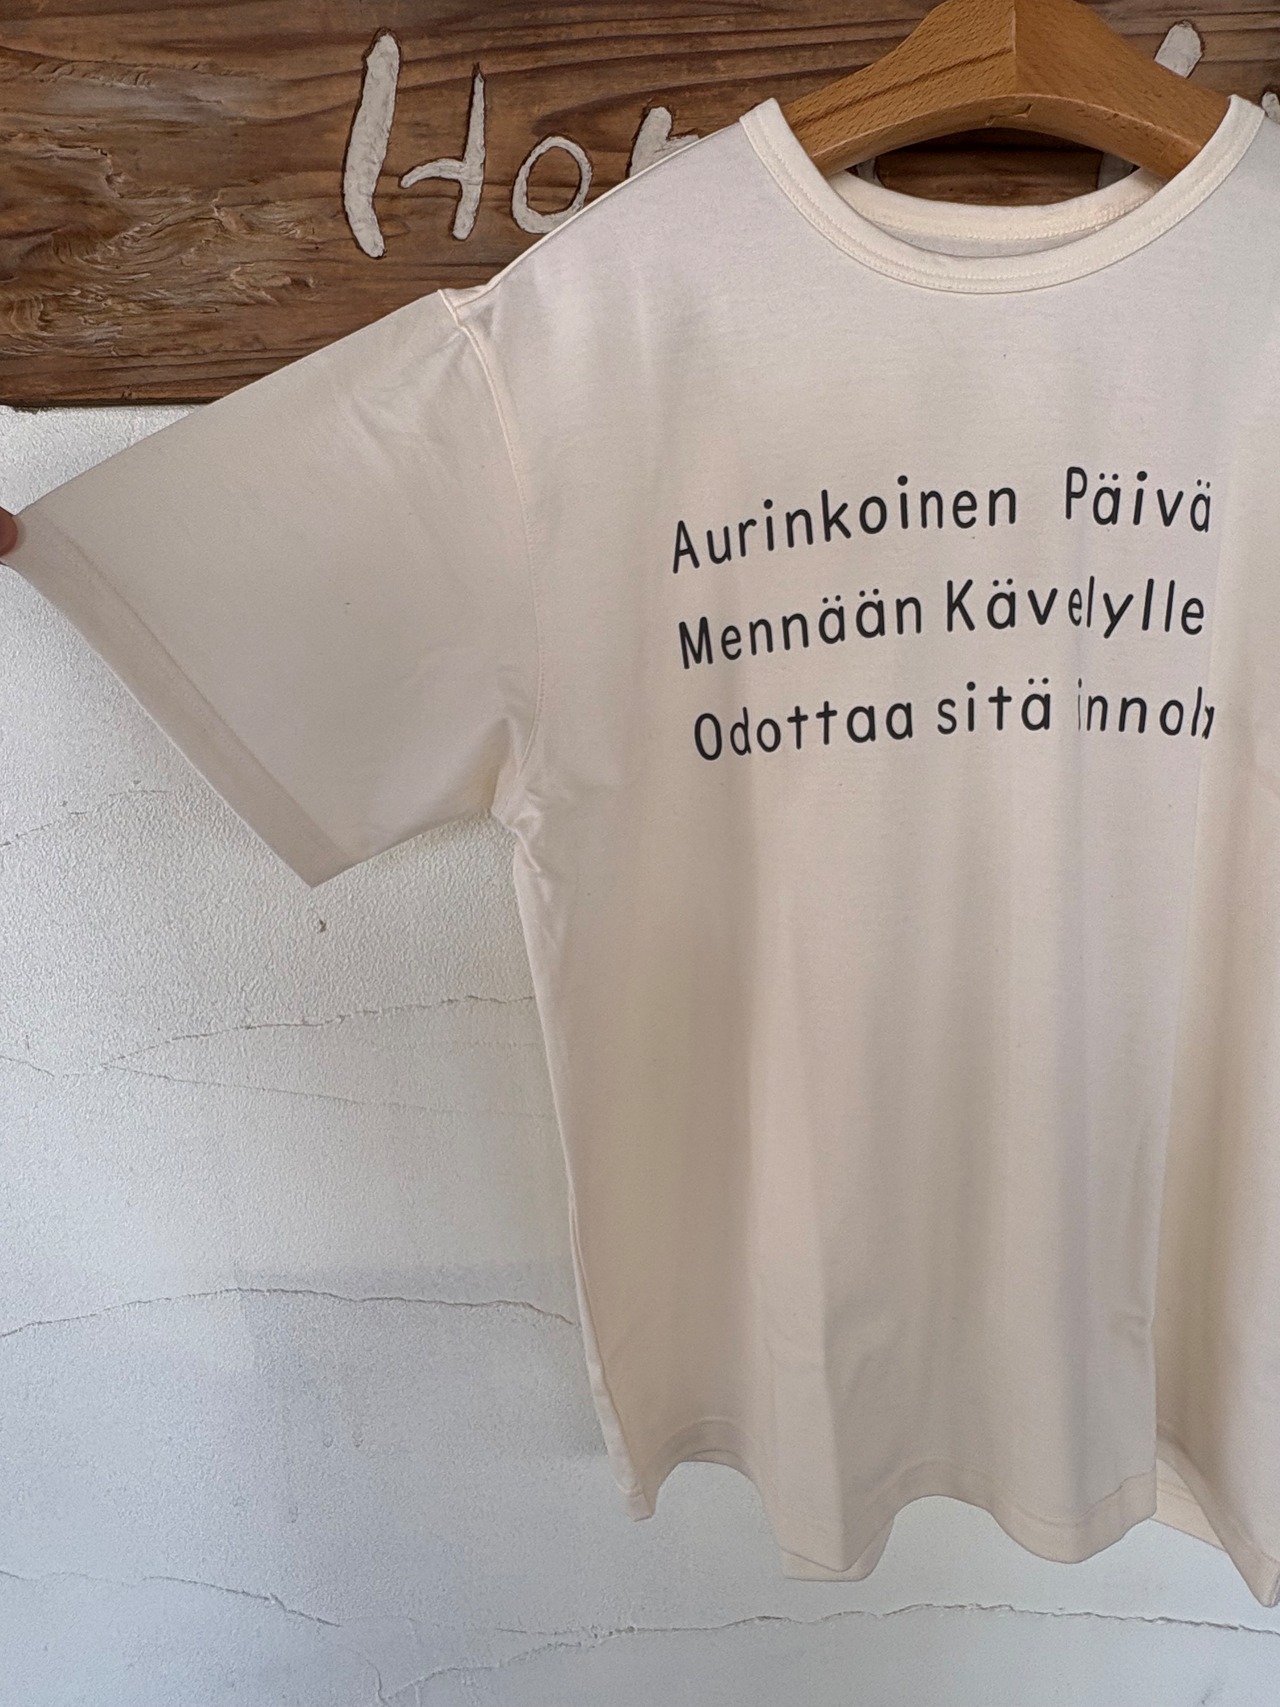 Aurinkoinen Päivä
Mennään Kävelylle
Odottaa sitä